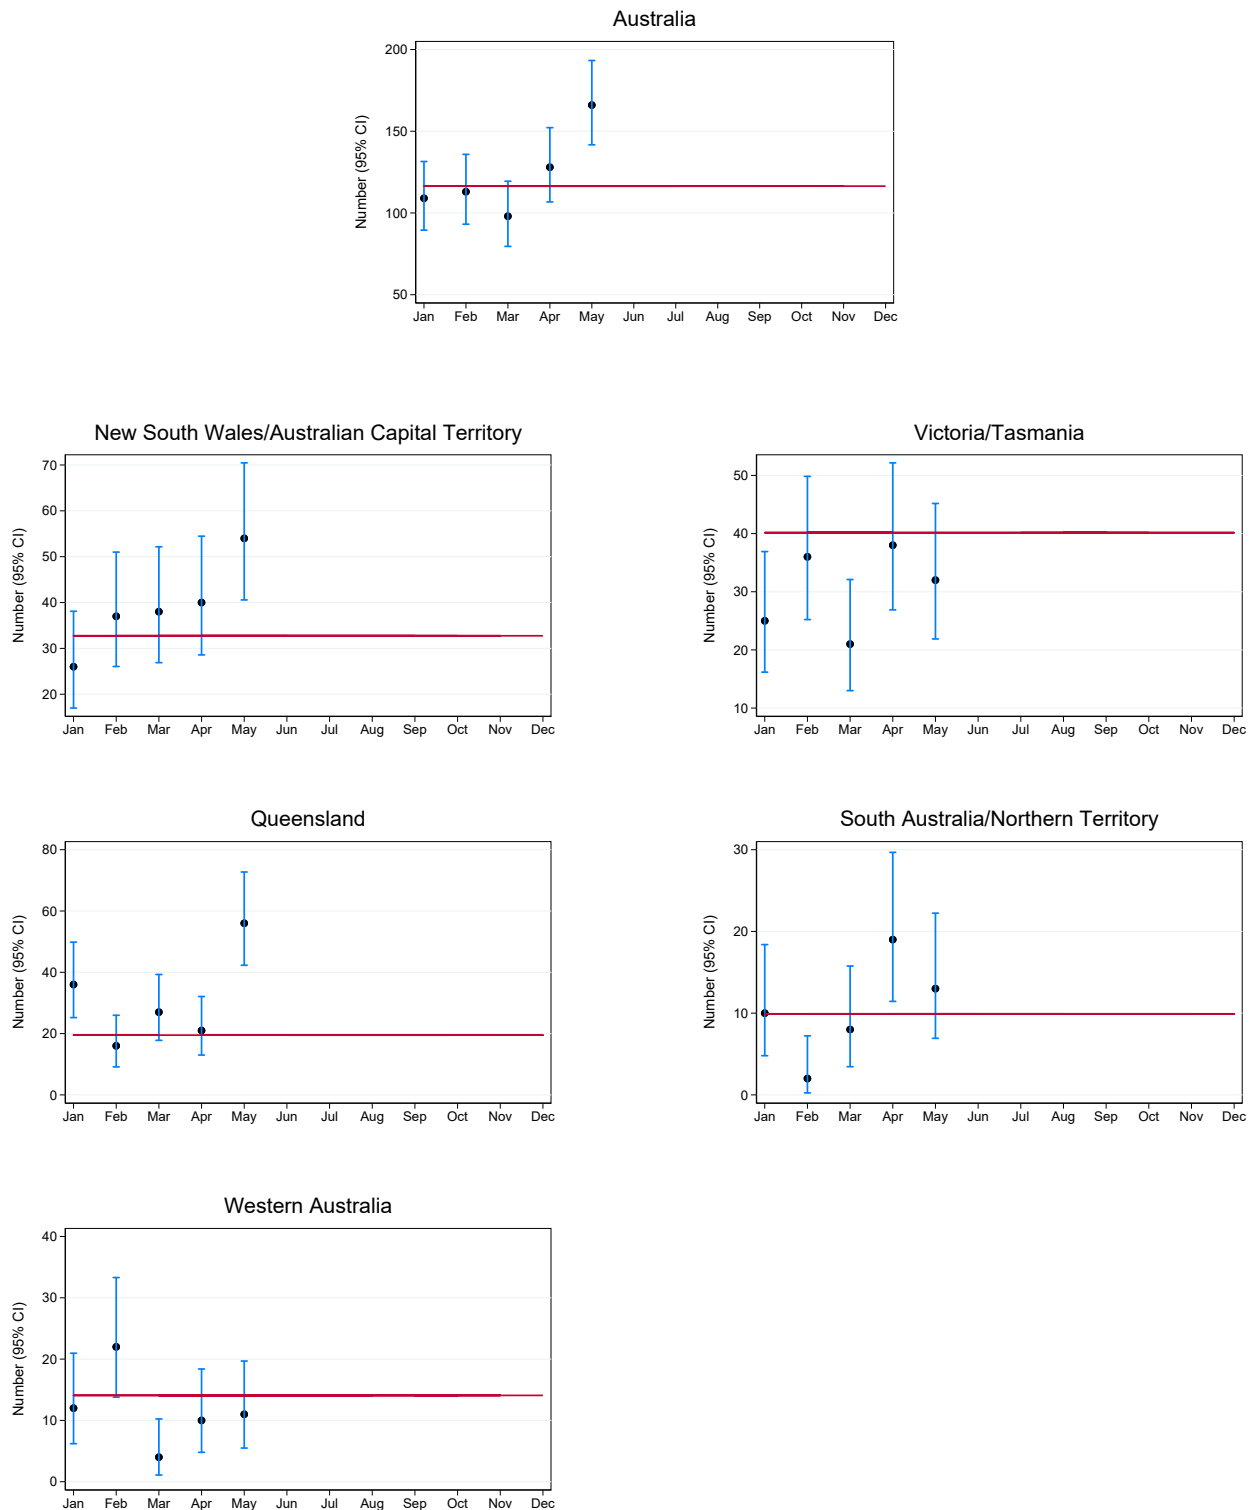 Australia
Number (95% CI)
200
150
100
50
Jan Feb Mar Apr May Jun Jul Aug Sep Oct Nov Dec
New South Wales/Australian Capital Territory
Number (95% CI)
70
60
50
40
30
20
Jan Feb Mar Apr May Jun Jul Aug Sep Oct Nov Dec
Victoria/Tasmania
Number (95% CI)
50
40
30
20
10
Jan Feb Mar Apr May Jun Jul Aug Sep Oct Nov Dec
Queensland
Number (95% CI)
80
60
40
20
0
Jan Feb Mar Apr May Jun Jul Aug Sep Oct Nov Dec
South Australia/Northern Territory
Number (95% CI)
30
20
10
0
Jan Feb Mar Apr May Jun Jul Aug Sep Oct Nov Dec
Western Australia
Number (95% CI)
40
30
20
10
0
Jan Feb Mar Apr May Jun Jul Aug Sep Oct Nov Dec